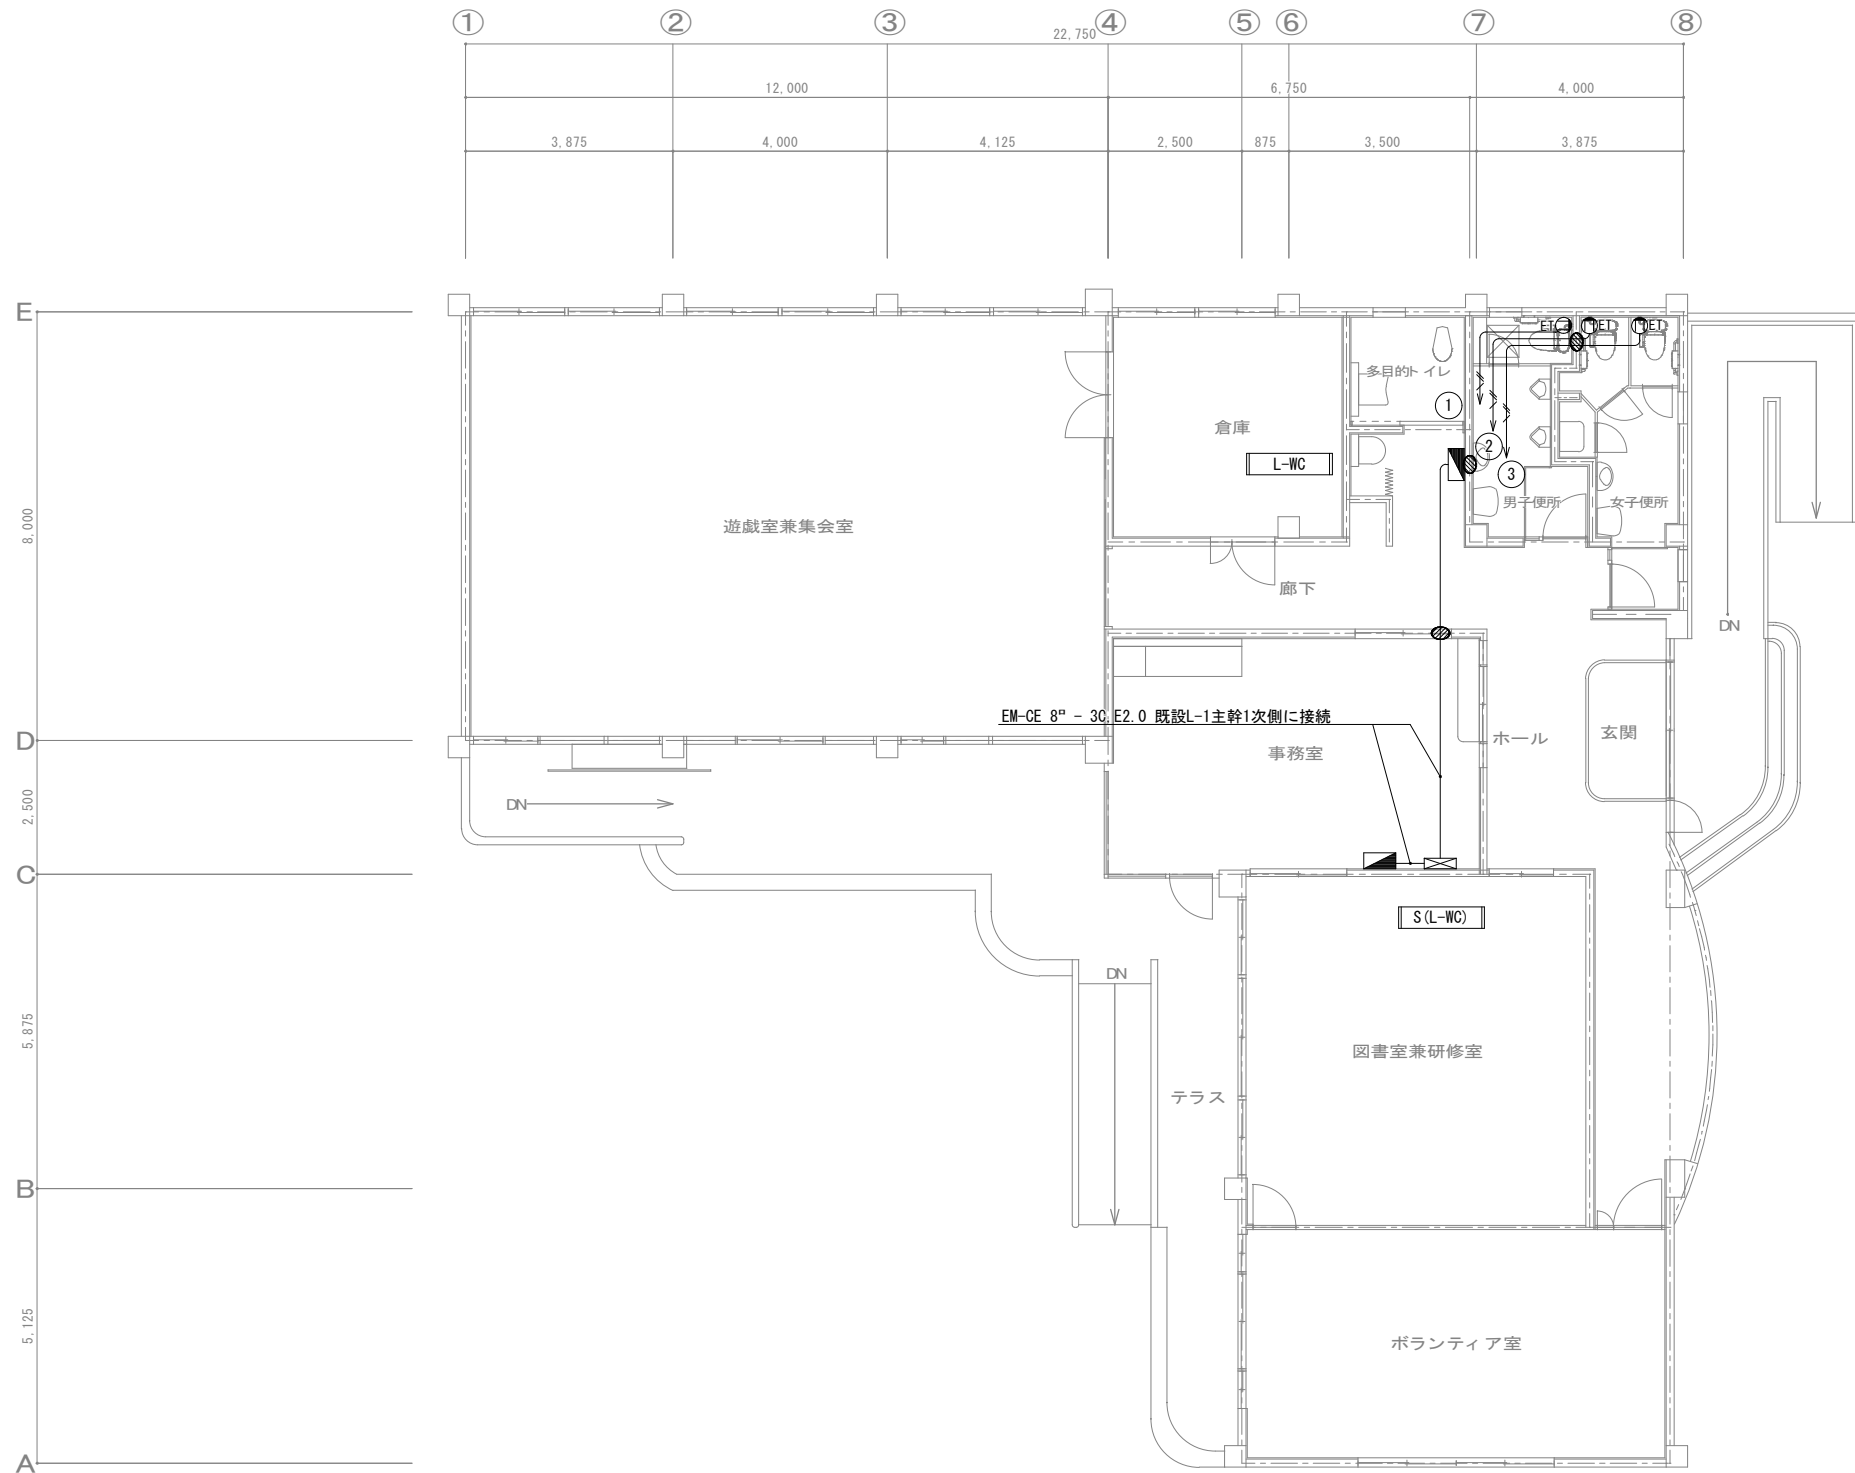 ① ② ③ ④ ⑤ ⑥ ⑦ ⑧
22,750
12,000 6,750 4,000
3,875 4,000 4,125 2,500 875 3,500 3,875
E
ET ET ET
多目的トイレ
1
倉庫
2
L-WC
3
男子便所 女子便所
遊戯室兼集会室
8,000
廊下
DN
EM-CE 8□ - 3C,E2.0 既設L-1主幹1次側に接続
玄関
ホール
D
事務室
DN
2,500
C
S(L-WC)
DN
5,875
図書室兼研修室
テラス
B
5,125
ボランティア室
A